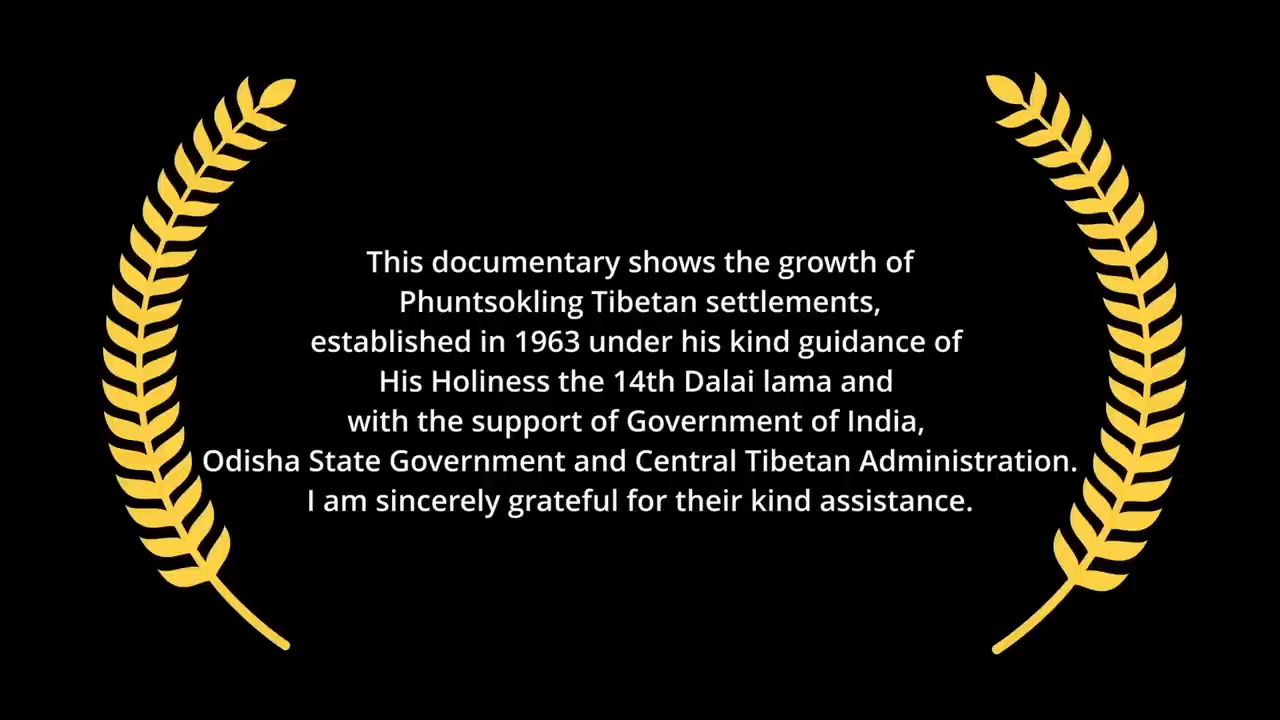 This documentary shows the growth of
Phuntsokling Tibetan settlements,
established in 1963 under his kind guidance of
His Holiness the 14th Dalai lama and
with the support of Government of India,
Odisha State Government and Central Tibetan Administration.
I am sincerely grateful for their kind assistance.